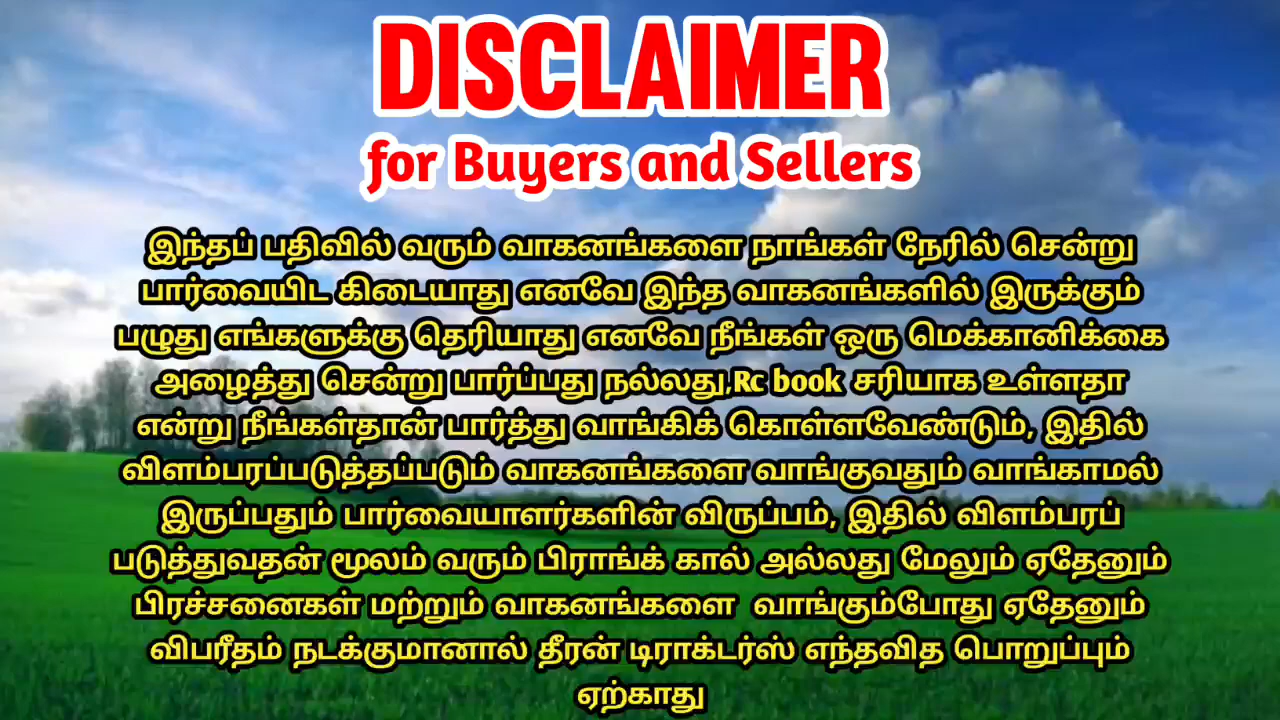 DISCLAIMER
for Buyers and Sellers
இந்தப் பதிவில் வரும் வாகனங்களை நாங்கள் நேரில் சென்று
பார்வையிட கிடையாது எனவே இந்த வாகனங்களில் இருக்கும்
பழுது எங்களுக்கு தெரியாது எனவே நீங்கள் ஒரு மெக்கானிக்கை
அழைத்து சென்று பார்ப்பது நல்லது,Rc book சரியாக உள்ளதா
என்று நீங்கள்தான் பார்த்து வாங்கிக் கொள்ளவேண்டும், இதில்
விளம்பரப்படுத்தப்படும் வாகனங்களை வாங்குவதும் வாங்காமல்
இருப்பதும் பார்வையாளர்களின் விருப்பம், இதில் விளம்பரப்
படுத்துவதன் மூலம் வரும் பிராங்க் கால் அல்லது மேலும் ஏதேனும்
பிரச்சனைகள் மற்றும் வாகனங்களை வாங்கும்போது ஏதேனும்
விபரீதம் நடக்குமானால் தீரன் டிராக்டர்ஸ் எந்தவித பொறுப்பும்
ஏற்காது